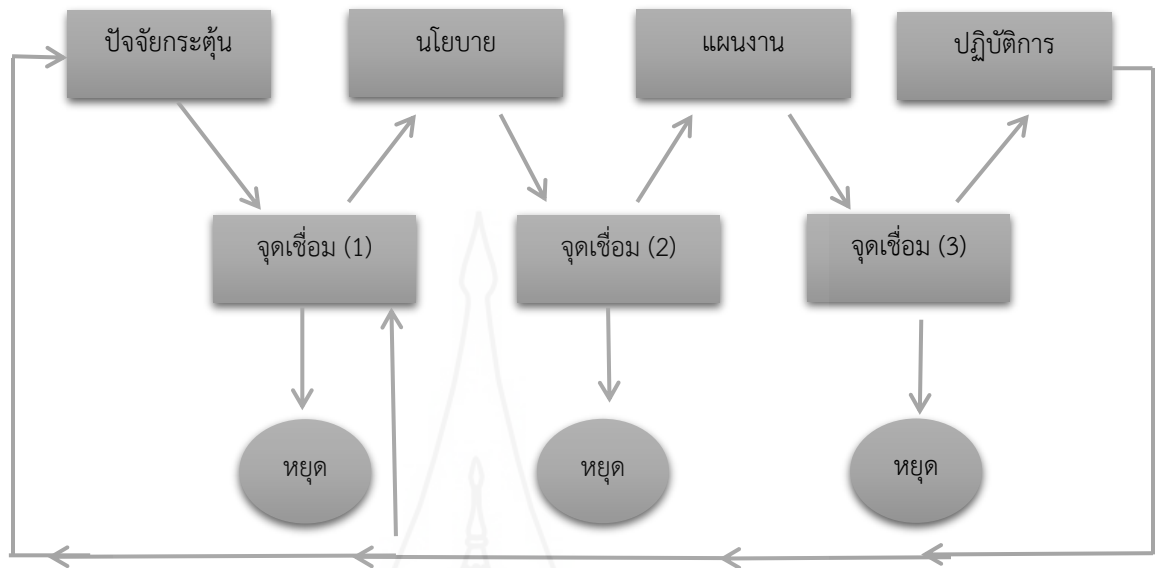 ปัจจัยกระตุ้น
นโยบาย
แผนงาน
ปฏิบัติการ
จุดเชื่อม (1)
จุดเชื่อม (2)
จุดเชื่อม (3)
หยุด
หยุด
หยุด